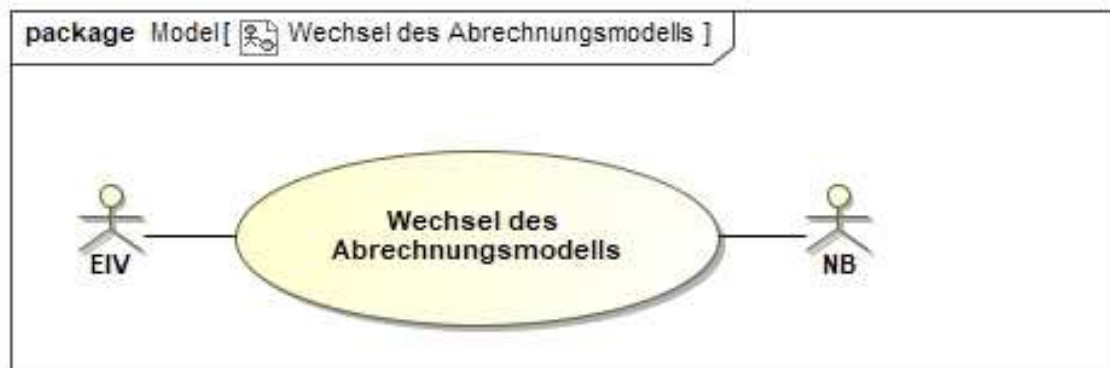 package Model[ Wechsel des Abrechnungsmodells ]
Wechsel des
Abrechnungsmodells
EIV
NB